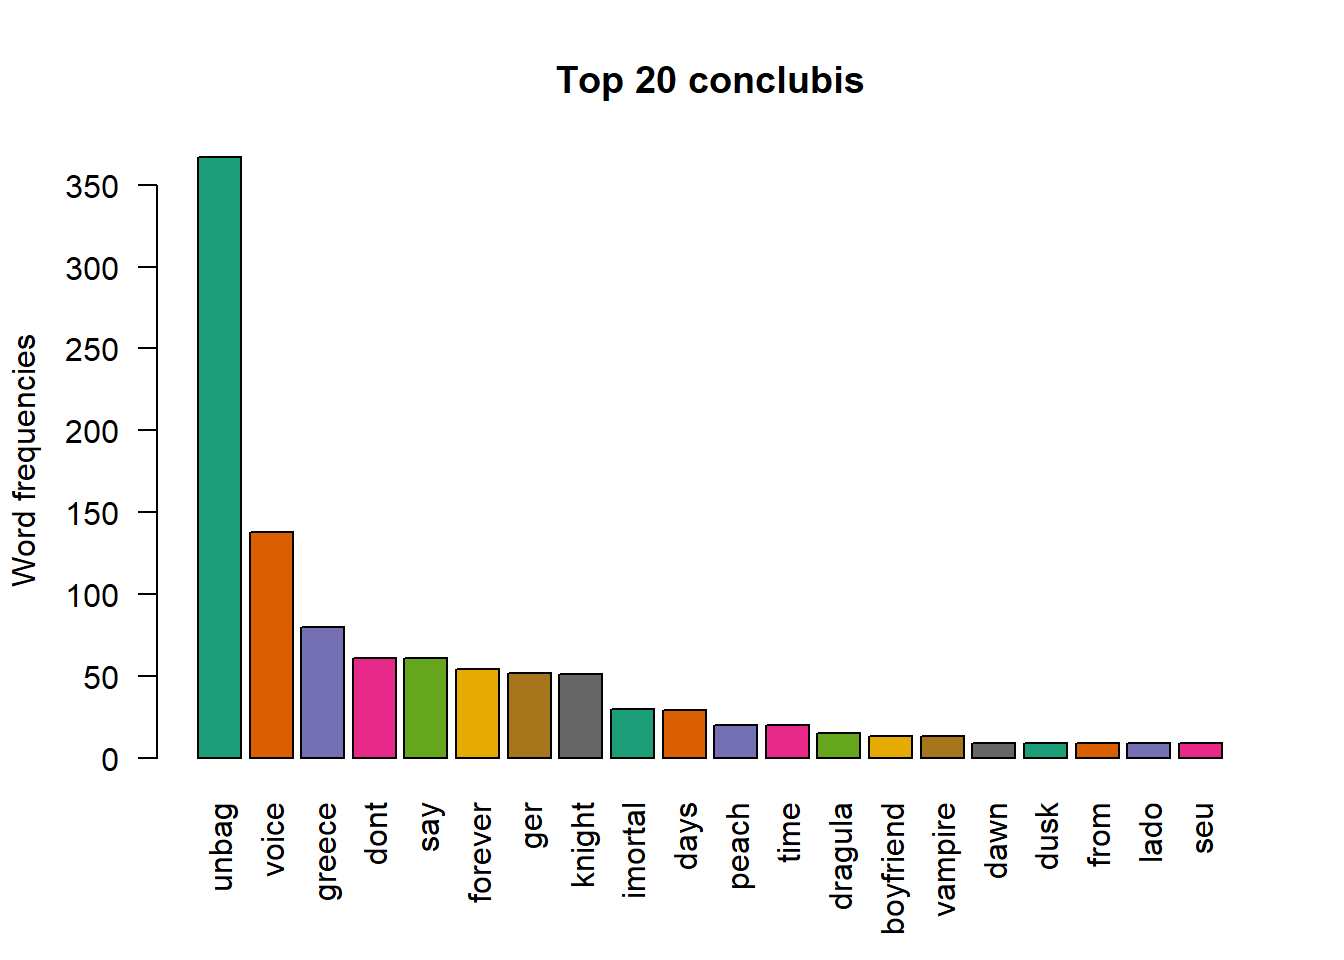 Top 20 conclubis
Word frequencies
350
300
250
200
150
100
50
0
unbag
voice
greece
dont
say
forever
ger
knight
imortal
days
peach
time
dragula
boyfriend
vampire
dawn
dusk
from
lado
seu